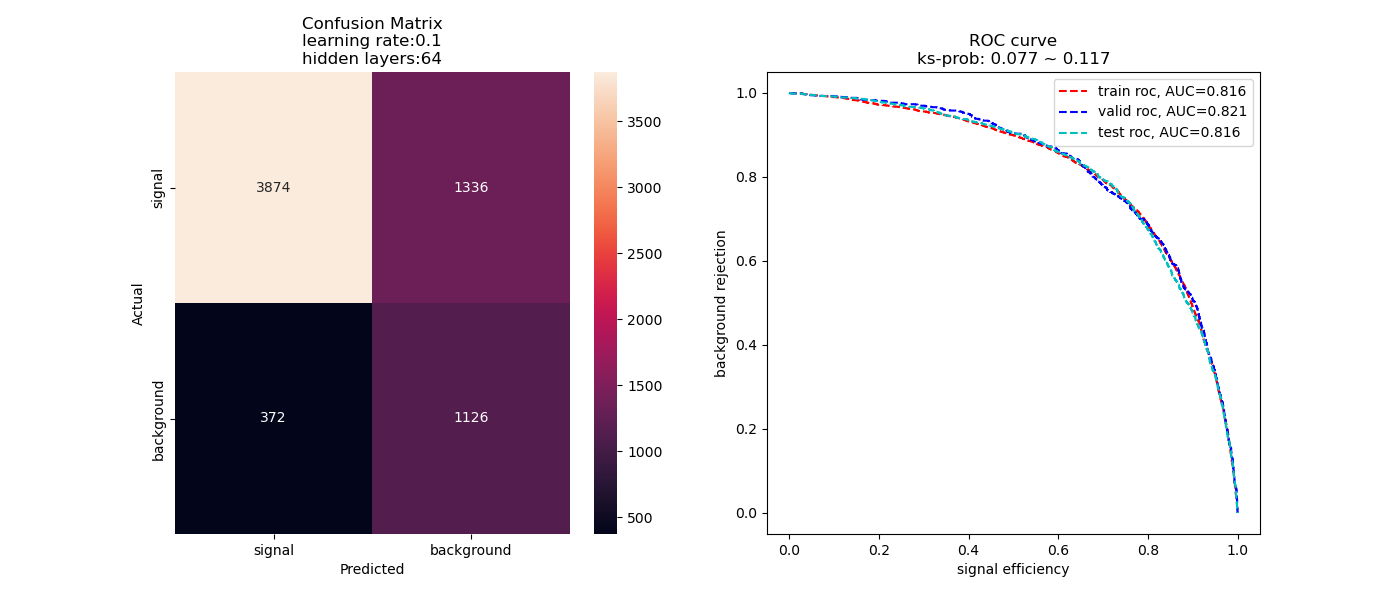 Confusion Matrix
learning rate:0.1
hidden layers:64
signal
background
Actual
3874
1336
372
1126
signal
background
Predicted
3500
3000
2500
2000
1500
1000
500
ROC curve
ks-prob: 0.077 ~ 0.117
train roc, AUC=0.816
valid roc, AUC=0.821
test roc, AUC=0.816
background rejection
1.0
0.8
0.6
0.4
0.2
0.0
0.0
0.2
0.4
0.6
0.8
1.0
signal efficiency